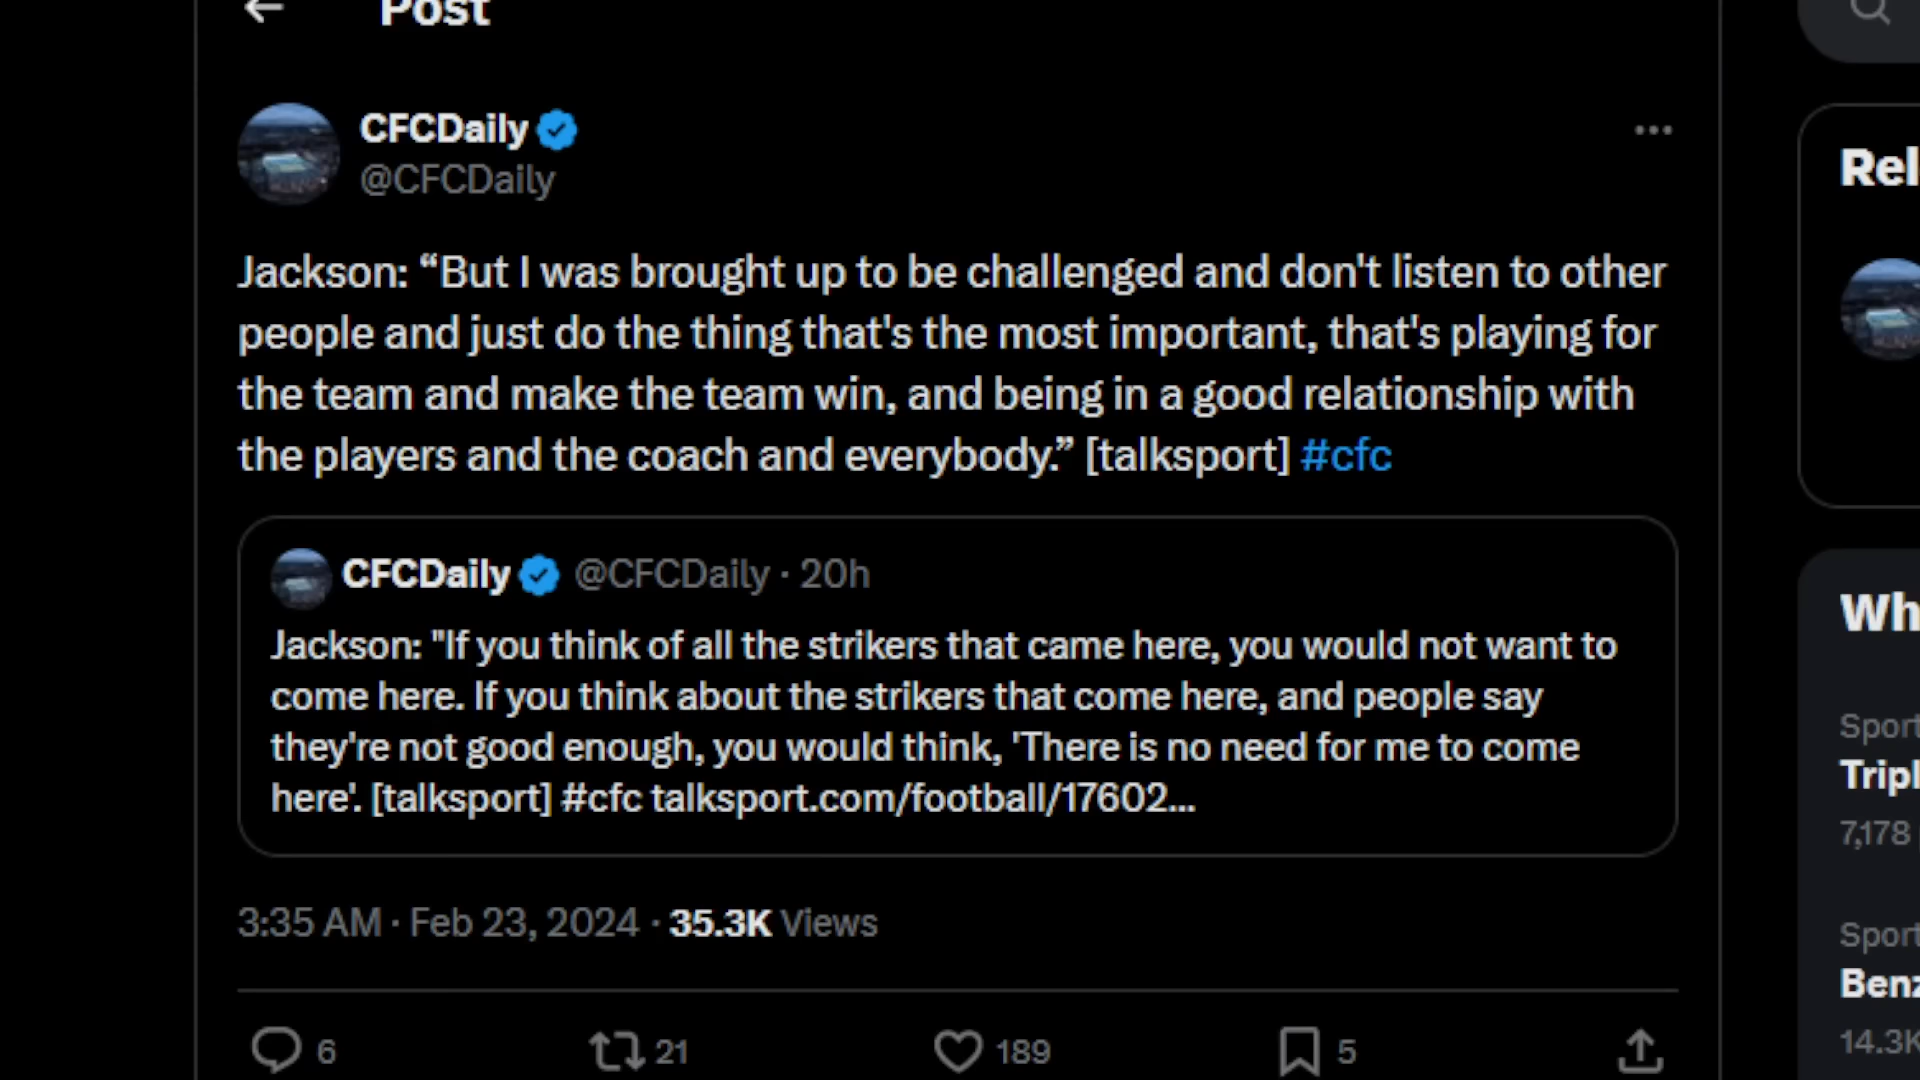 Post
CFCDaily
@CFCDaily
Jackson: “But I was brought up to be challenged and don't listen to other
people and just do the thing that's the most important, that's playing for
the team and make the team win, and being in a good relationship with
the players and the coach and everybody.” [talksport] #cfc
CFCDaily @CFCDaily · 20h
Jackson: "If you think of all the strikers that came here, you would not want to
come here. If you think about the strikers that come here, and people say
they're not good enough, you would think, 'There is no need for me to come
here'. [talksport] #cfc talksport.com/football/17602...
3:35 AM · Feb 23, 2024 · 35.3K Views
6 21 189 5
Rel
Wh
Sport
Tripl
7,178
Sport
Benz
14.3K